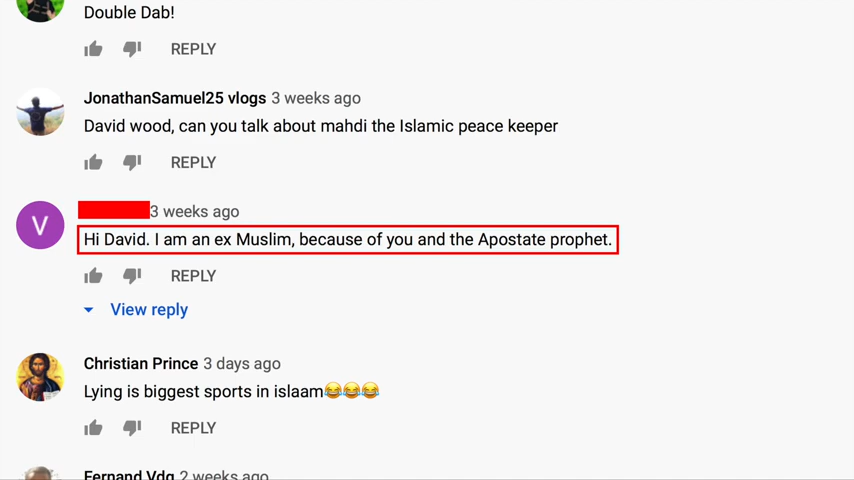 Double Dab!
REPLY
JonathanSamuel25 vlogs 3 weeks ago
David wood, can you talk about mahdi the Islamic peace keeper
REPLY
V
3 weeks ago
Hi David. I am an ex Muslim, because of you and the Apostate prophet.
REPLY
View reply
Christian Prince 3 days ago
Lying is biggest sports in islaam😂😂😂
REPLY
Fernand Vdg 2 weeks ago